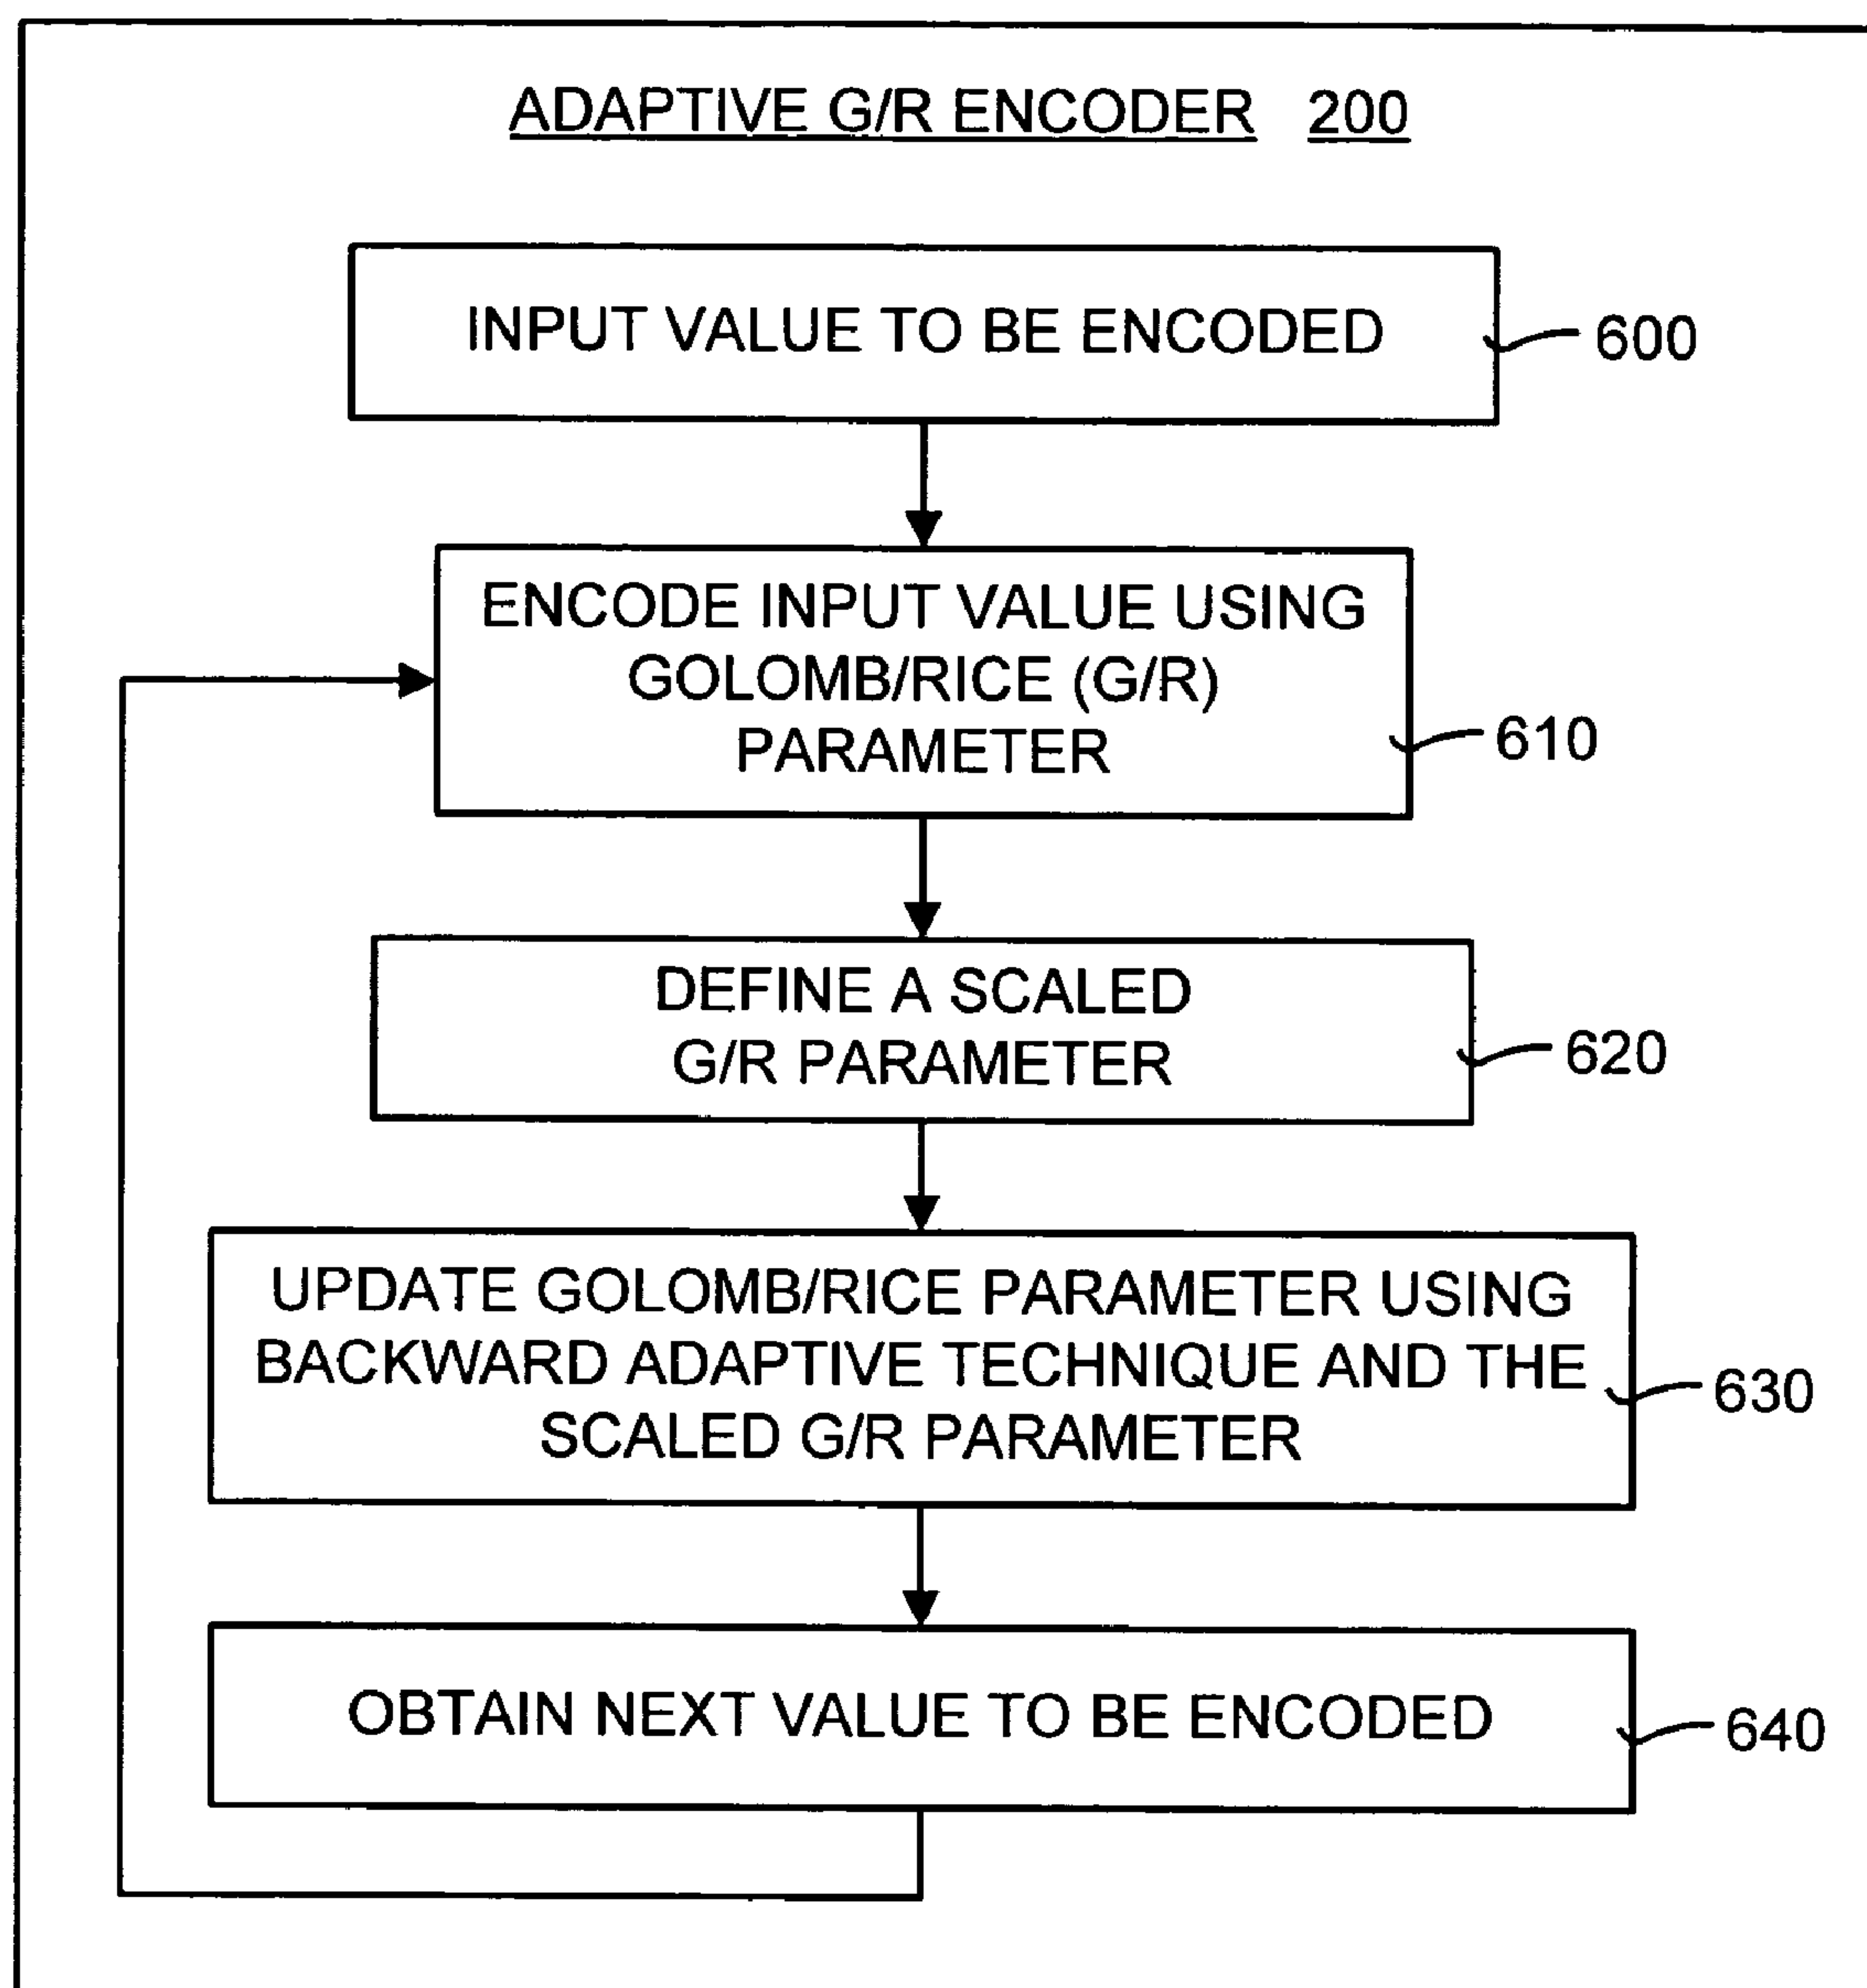 ADAPTIVE G/R ENCODER 200
INPUT VALUE TO BE ENCODED
600
ENCODE INPUT VALUE USING
GOLOMB/RICE (G/R)
PARAMETER
610
DEFINE A SCALED
G/R PARAMETER
620
UPDATE GOLOMB/RICE PARAMETER USING
BACKWARD ADAPTIVE TECHNIQUE AND THE
SCALED G/R PARAMETER
630
OBTAIN NEXT VALUE TO BE ENCODED
640